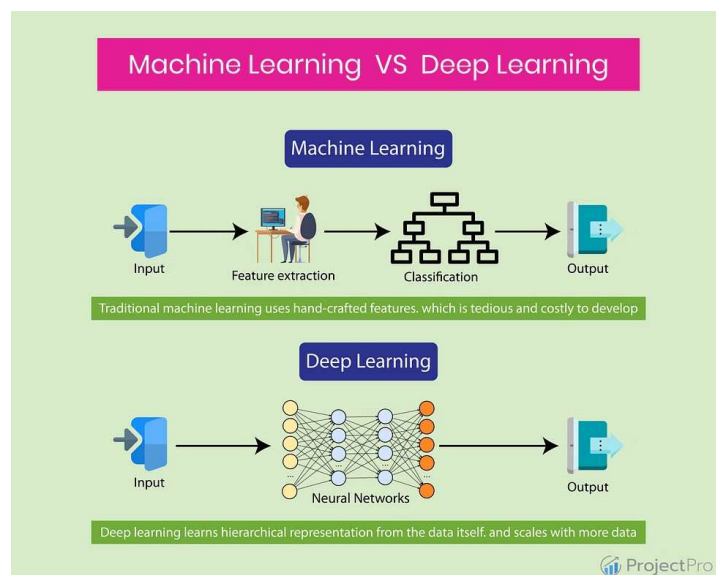 Machine Learning VS Deep Learning
Machine Learning
Input
Feature extraction
Classification
Output
Traditional machine learning uses hand-crafted features. which is tedious and costly to develop
Deep Learning
Input
Neural Networks
Output
Deep learning learns hierarchical representation from the data itself. and scales with more data
ProjectPro